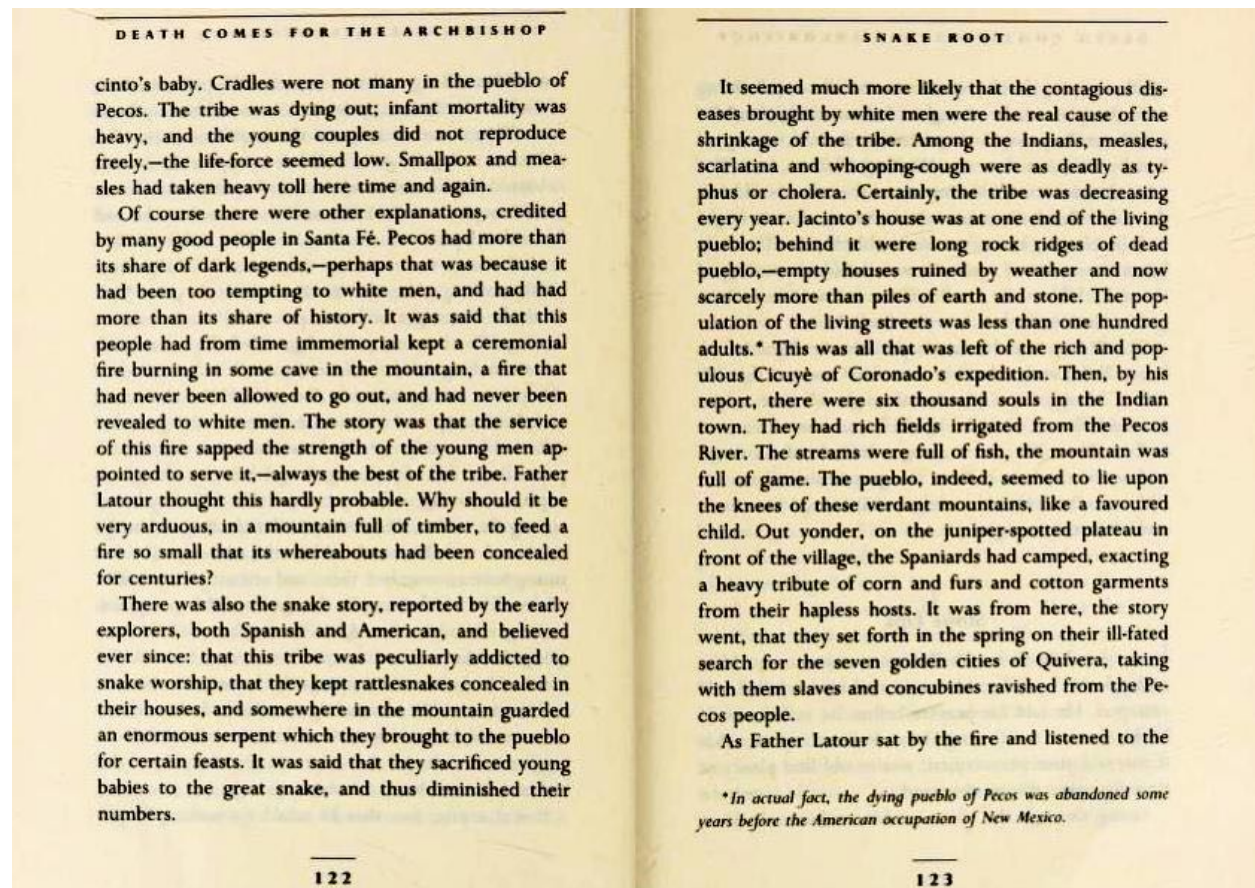 DEATH COMES FOR THE ARCHBISHOP
cinto's baby. Cradles were not many in the pueblo of
Pecos. The tribe was dying out; infant mortality was
heavy, and the young couples did not reproduce
freely,—the life-force seemed low. Smallpox and mea-
sles had taken heavy toll here time and again.
Of course there were other explanations, credited
by many good people in Santa Fé. Pecos had more than
its share of dark legends,—perhaps that was because it
had been too tempting to white men, and had had
more than its share of history. It was said that this
people had from time immemorial kept a ceremonial
fire burning in some cave in the mountain, a fire that
had never been allowed to go out, and had never been
revealed to white men. The story was that the service
of this fire sapped the strength of the young men ap-
pointed to serve it,—always the best of the tribe. Father
Latour thought this hardly probable. Why should it be
very arduous, in a mountain full of timber, to feed a
fire so small that its whereabouts had been concealed
for centuries?
There was also the snake story, reported by the early
explorers, both Spanish and American, and believed
ever since: that this tribe was peculiarly addicted to
snake worship, that they kept rattlesnakes concealed in
their houses, and somewhere in the mountain guarded
an enormous serpent which they brought to the pueblo
for certain feasts. It was said that they sacrificed young
babies to the great snake, and thus diminished their
numbers.
122
SNAKE ROOT
It seemed much more likely that the contagious dis-
eases brought by white men were the real cause of the
shrinkage of the tribe. Among the Indians, measles,
scarlatina and whooping-cough were as deadly as ty-
phus or cholera. Certainly, the tribe was decreasing
every year. Jacinto's house was at one end of the living
pueblo; behind it were long rock ridges of dead
pueblo,—empty houses ruined by weather and now
scarcely more than piles of earth and stone. The pop-
ulation of the living streets was less than one hundred
adults.* This was all that was left of the rich and pop-
ulous Cicuyè of Coronado's expedition. Then, by his
report, there were six thousand souls in the Indian
town. They had rich fields irrigated from the Pecos
River. The streams were full of fish, the mountain was
full of game. The pueblo, indeed, seemed to lie upon
the knees of these verdant mountains, like a favoured
child. Out yonder, on the juniper-spotted plateau in
front of the village, the Spaniards had camped, exacting
a heavy tribute of corn and furs and cotton garments
from their hapless hosts. It was from here, the story
went, that they set forth in the spring on their ill-fated
search for the seven golden cities of Quivera, taking
with them slaves and concubines ravished from the Pe-
cos people.
As Father Latour sat by the fire and listened to the
*In actual fact, the dying pueblo of Pecos was abandoned some
years before the American occupation of New Mexico.
123